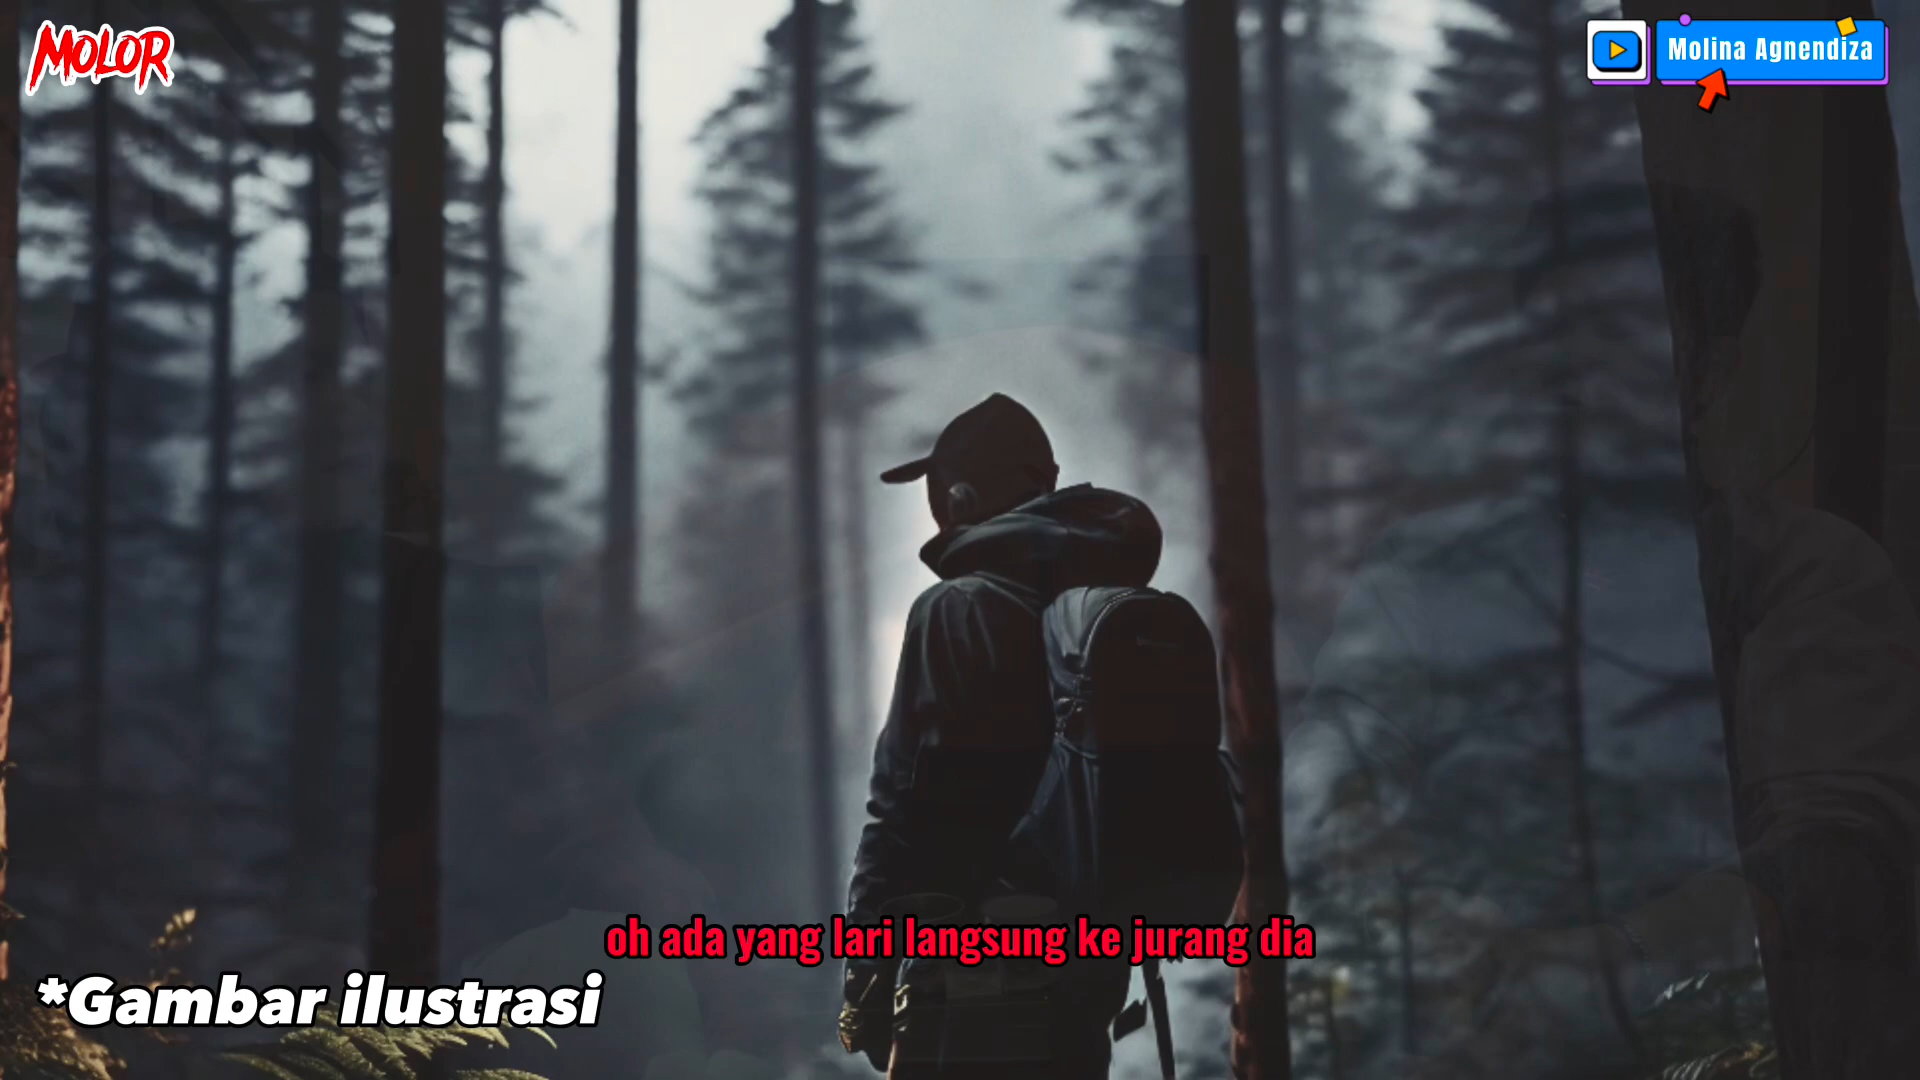 MOLOR
Molina Agnendiza
oh ada yang lari langsung ke jurang dia
*Gambar ilustrasi